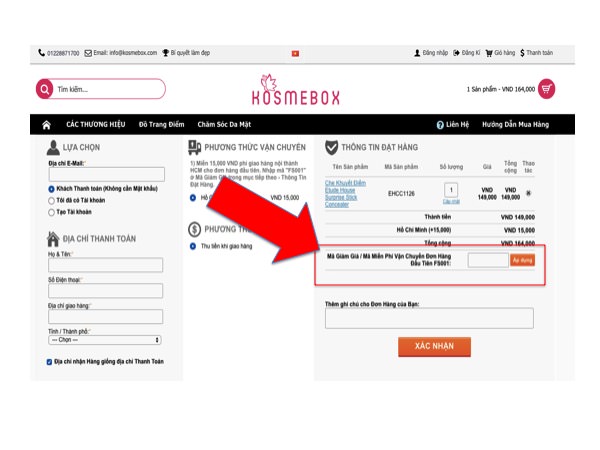 01228871700 Email: info@kosmebox.com Bí quyết làm đẹp
Đăng nhập Đăng Kí Giỏ hàng $ Thanh toán
Tìm kiếm...
KOSMEBOX
1 Sản phẩm - VND 164,000
CÁC THƯƠNG HIỆU Đồ Trang Điểm Chăm Sóc Da Mặt
Liên Hệ Hướng Dẫn Mua Hàng
LỰA CHỌN
Địa chỉ E-Mail:*
Khách Thanh toán (Không cần Mật khẩu)
Tôi đã có Tài khoản
Tạo Tài khoản
ĐỊA CHỈ THANH TOÁN
Họ & Tên:*
Số Điện thoại:*
Địa chỉ giao hàng:*
Tỉnh / Thành phố:*
--- Chọn ---
Địa chỉ nhận Hàng giống địa chỉ Thanh Toán
PHƯƠNG THỨC VẬN CHUYỂN
1) Miễn 15,000 VND phí giao hàng nội thành
HCM cho đơn hàng đầu tiên. Nhập mã "FS001"
ở Mã Giảm trong mục tiếp theo - Thông Tin
Đặt Hàng.
VND 15,000
$ PHƯƠNG
Thu tiền khi giao hàng
THÔNG TIN ĐẶT HÀNG
Tên Sản phẩm Mã Sản phẩm Số lượng Giá Tổng cộng Thao tác
Che Khuyết Điểm
Etude House
Surprise Stick
Concealer
EHCC1126
1
Cập nhật
VND 149,000
VND 149,000
Thành tiền VND 149,000
Hồ Chí Minh (+15,000) VND 15,000
Tổng cộng VND 164,000
Mã Giảm Giá / Mã Miễn Phí Vận Chuyển Đơn Hàng
Đầu Tiên FS001:
Áp dụng
Thêm ghi chú cho Đơn Hàng của Bạn:
XÁC NHẬN